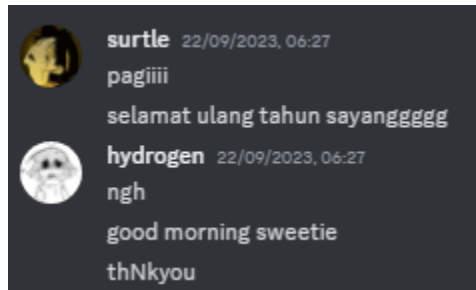 surtle 22/09/2023, 06:27
pagiiii
selamat ulang tahun sayanggggg
hydrogen 22/09/2023, 06:27
ngh
good morning sweetie
thNkyou